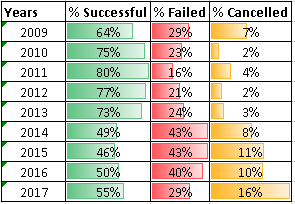 Years % Successful % Failed % Cancelled
2009 64% 29% 7%
2010 75% 23% 2%
2011 80% 16% 4%
2012 77% 21% 2%
2013 73% 24% 3%
2014 49% 43% 8%
2015 46% 43% 11%
2016 50% 40% 10%
2017 55% 29% 16%